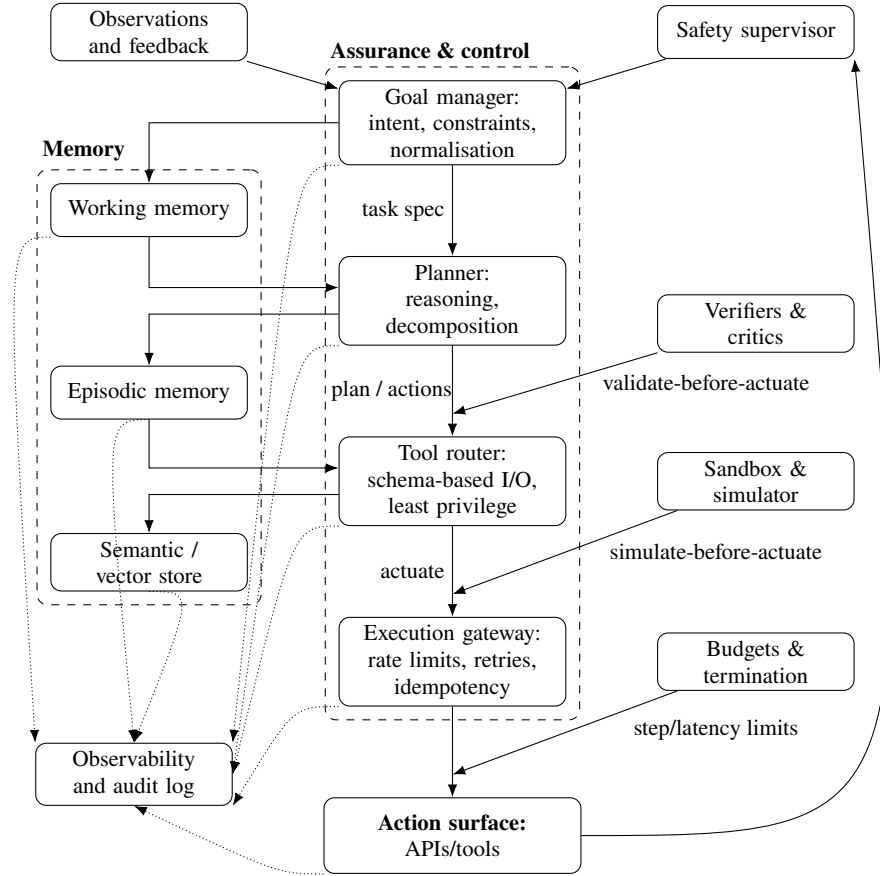 Observations
and feedback
Safety supervisor
Assurance & control
Goal manager:
intent, constraints,
normalisation
Memory
Working memory
task spec
Planner:
reasoning,
decomposition
Verifiers &
critics
Episodic memory
plan / actions
validate-before-actuate
Tool router:
schema-based I/O,
least privilege
Sandbox &
simulator
Semantic /
vector store
actuate
simulate-before-actuate
Execution gateway:
rate limits, retries,
idempotency
Budgets &
termination
step/latency limits
Observability
and audit log
Action surface:
APIs/tools